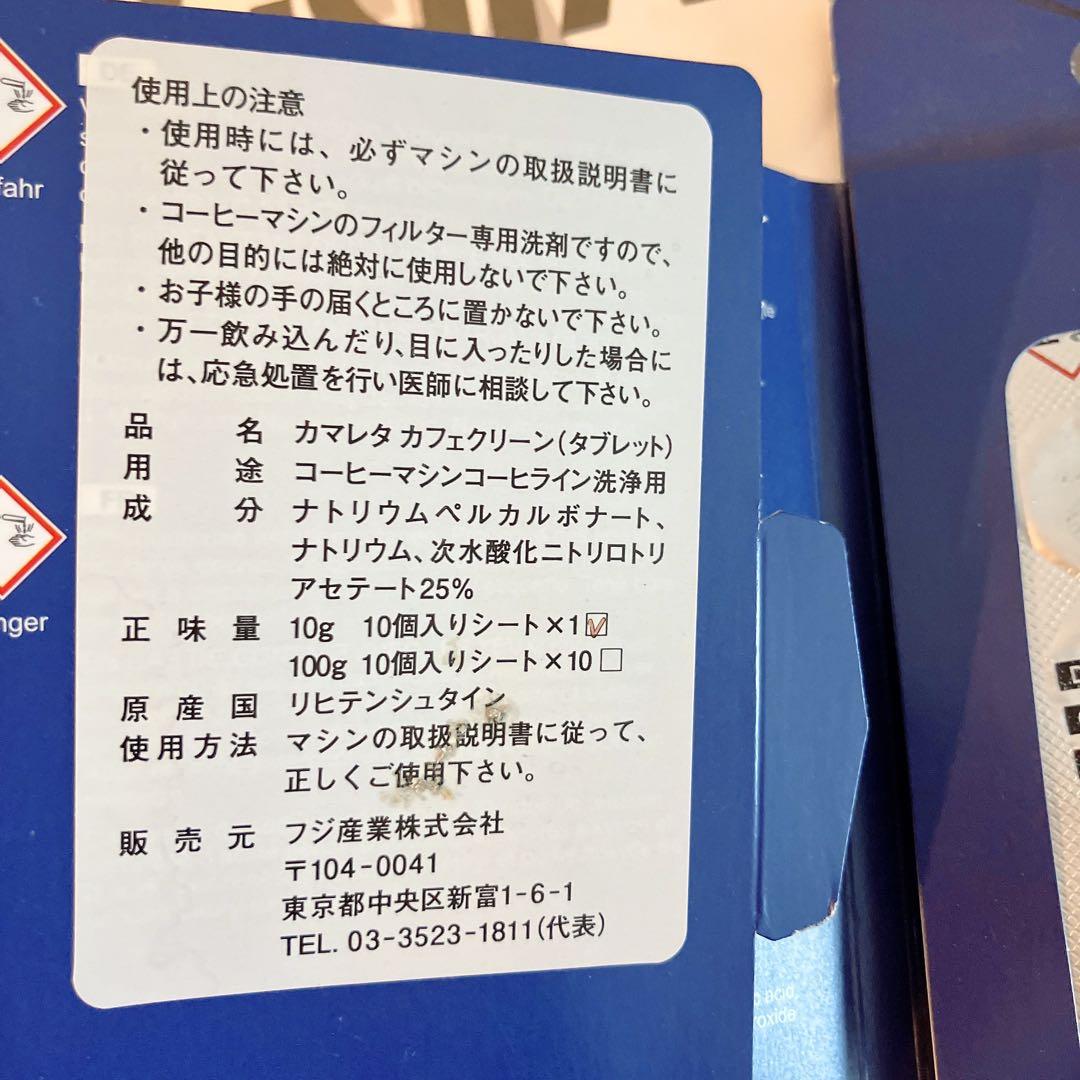 使用上の注意
・使用時には、必ずマシンの取扱説明書に
従って下さい。
・コーヒーマシンのフィルター専用洗剤ですので、
他の目的には絶対に使用しないで下さい。
・お子様の手の届くところに置かないで下さい。
・万一飲み込んだり、目に入ったりした場合に
は、応急処置を行い医師に相談して下さい。
品名 カマレタ カフェクリーン(タブレット)
用途 コーヒーマシンコーヒライン洗浄用
成分 ナトリウムペルカルボナート、
ナトリウム、次水酸化ニトリロトリ
アセテート25%
正味量 10g 10個入りシート×1☑
100g 10個入りシート×10☐
原産国 リヒテンシュタイン
使用方法 マシンの取扱説明書に従って、
正しくご使用下さい。
販売元 フジ産業株式会社
〒104-0041
東京都中央区新富1-6-1
TEL. 03-3523-1811(代表)
fahr
nger
acid,
oxide